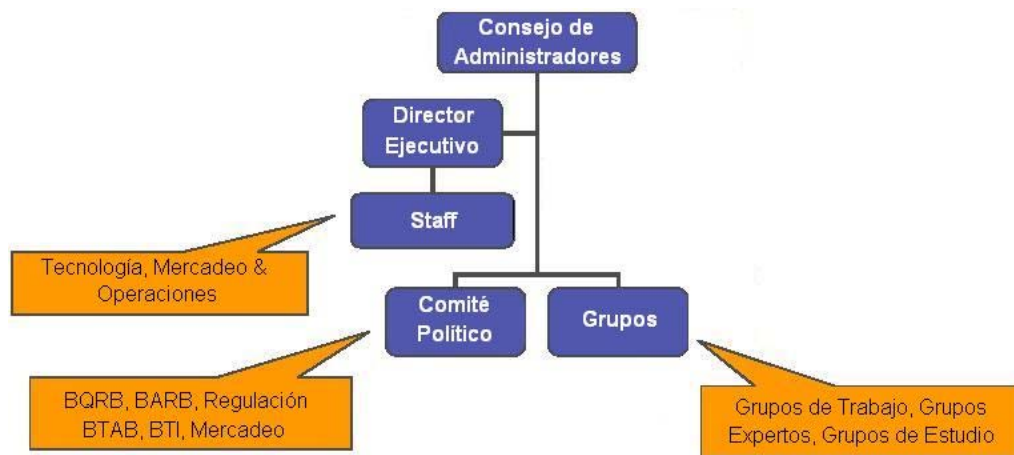 Consejo de
Administradores
Director
Ejecutivo
Staff
Tecnología, Mercadeo &
Operaciones
Comité
Político
Grupos
BQRB, BARB, Regulación
BTAB, BTI, Mercadeo
Grupos de Trabajo, Grupos
Expertos, Grupos de Estudio